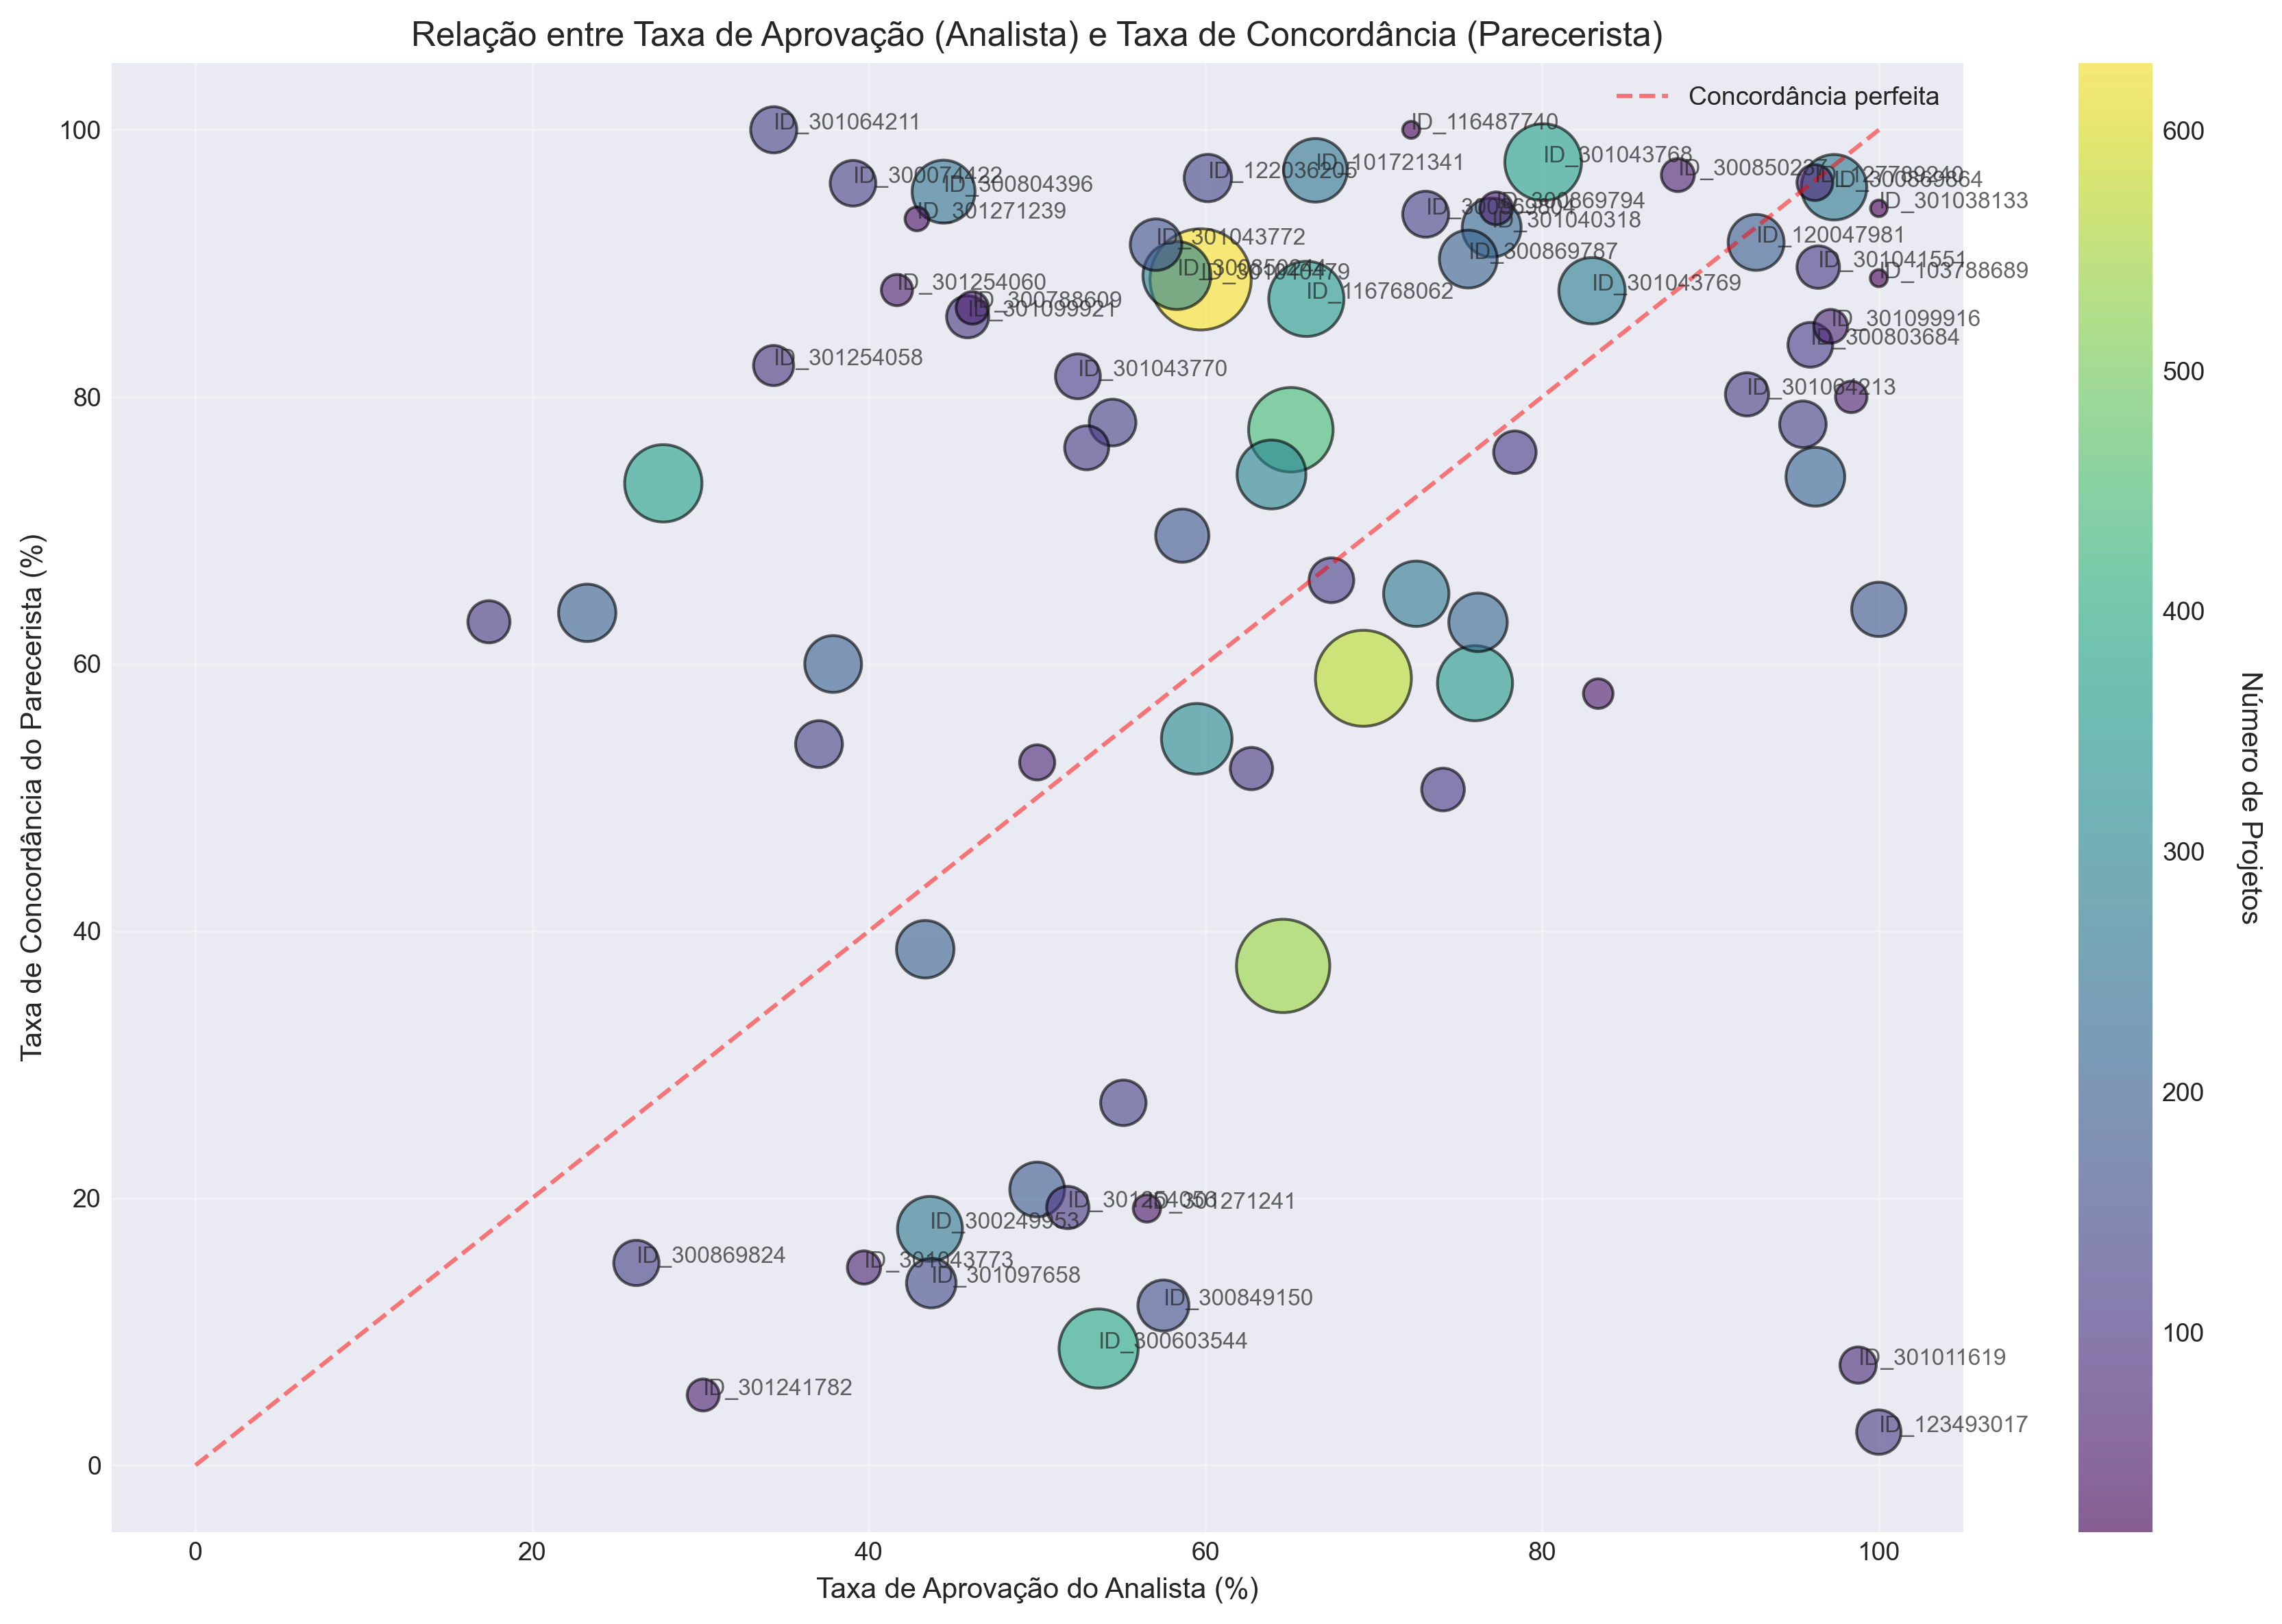 Relação entre Taxa de Aprovação (Analista) e Taxa de Concordância (Parecerista)
Concordância perfeita
Taxa de Concordância do Parecerista (%)
100
80
60
40
20
0
ID_301064211
ID_116487740
ID_300074422
ID_300804396
ID_301271239
ID_122036205
ID_101721341
ID_301043768
ID_300850237
ID_127789240
ID_300869864
ID_301038133
ID_300869804
ID_300869794
ID_301040318
ID_301043772
ID_300869787
ID_120047981
ID_301041551
ID_103788689
ID_301254060
ID_300788609
ID_301099921
ID_116768062
ID_301043769
ID_301099916
ID_300803684
ID_301254058
ID_301043770
ID_301064213
ID_301271241
ID_300249953
ID_300869824
ID_301043773
ID_301097658
ID_300849150
ID_300603544
ID_301241782
ID_301011619
ID_123493017
0
20
40
60
80
100
Taxa de Aprovação do Analista (%)
600
500
400
300
200
100
Número de Projetos